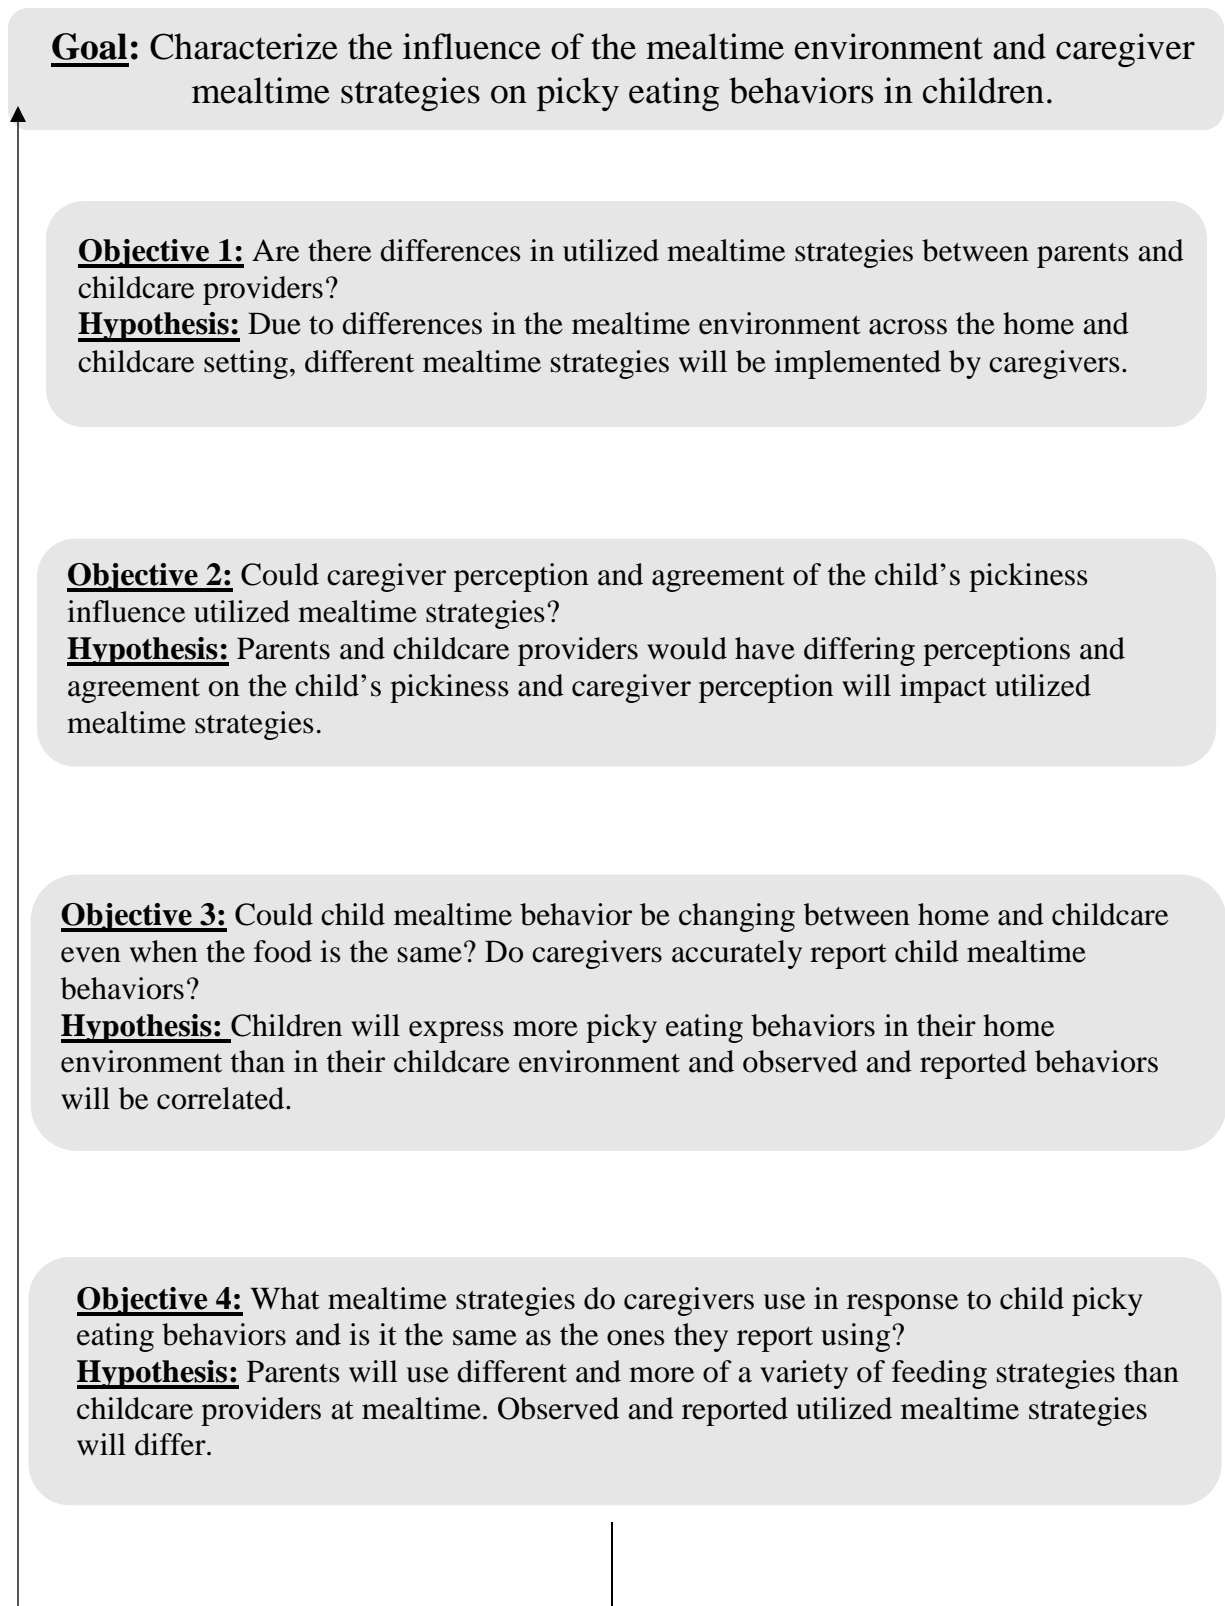 Goal: Characterize the influence of the mealtime environment and caregiver
mealtime strategies on picky eating behaviors in children.
Objective 1: Are there differences in utilized mealtime strategies between parents and
childcare providers?
Hypothesis: Due to differences in the mealtime environment across the home and
childcare setting, different mealtime strategies will be implemented by caregivers.
Objective 2: Could caregiver perception and agreement of the child’s pickiness
influence utilized mealtime strategies?
Hypothesis: Parents and childcare providers would have differing perceptions and
agreement on the child’s pickiness and caregiver perception will impact utilized
mealtime strategies.
Objective 3: Could child mealtime behavior be changing between home and childcare
even when the food is the same? Do caregivers accurately report child mealtime
behaviors?
Hypothesis: Children will express more picky eating behaviors in their home
environment than in their childcare environment and observed and reported behaviors
will be correlated.
Objective 4: What mealtime strategies do caregivers use in response to child picky
eating behaviors and is it the same as the ones they report using?
Hypothesis: Parents will use different and more of a variety of feeding strategies than
childcare providers at mealtime. Observed and reported utilized mealtime strategies
will differ.